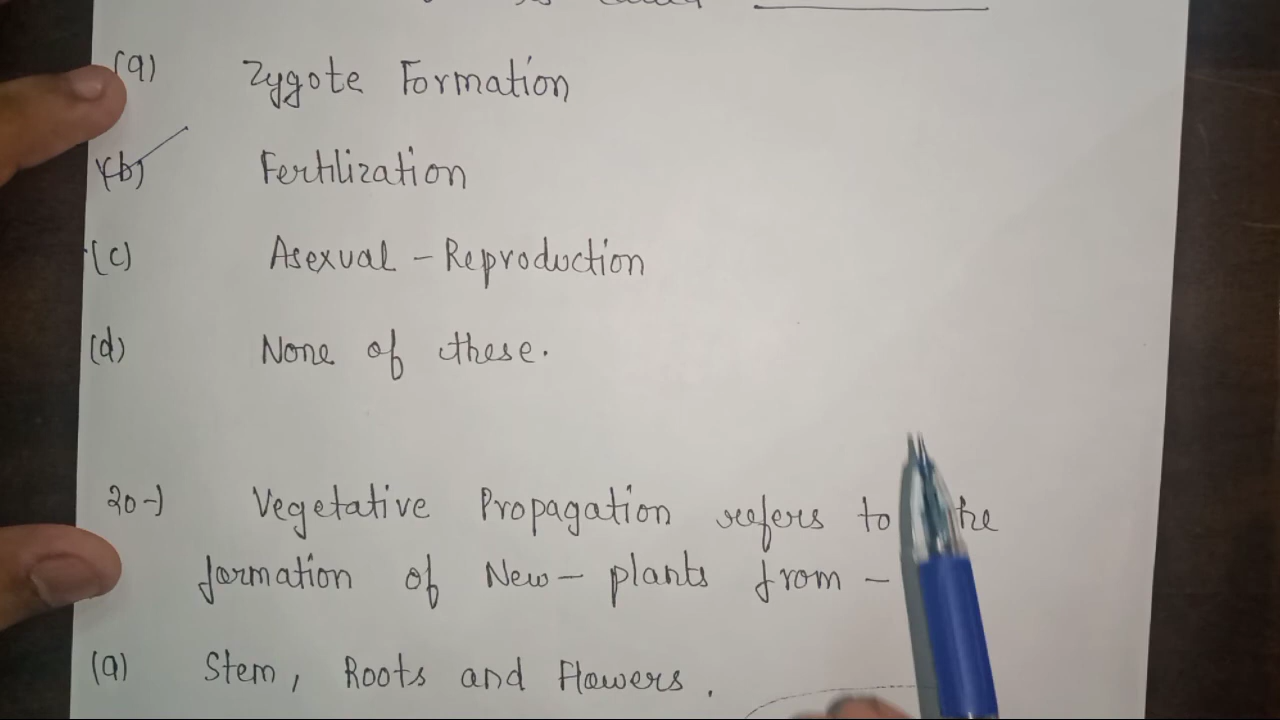 (a) Zygote Formation
(b) Fertilization
(c) Asexual - Reproduction
(d) None of these.
20-) Vegetative Propagation refers to the
formation of New - plants from -
(a) Stem, Roots and Flowers.